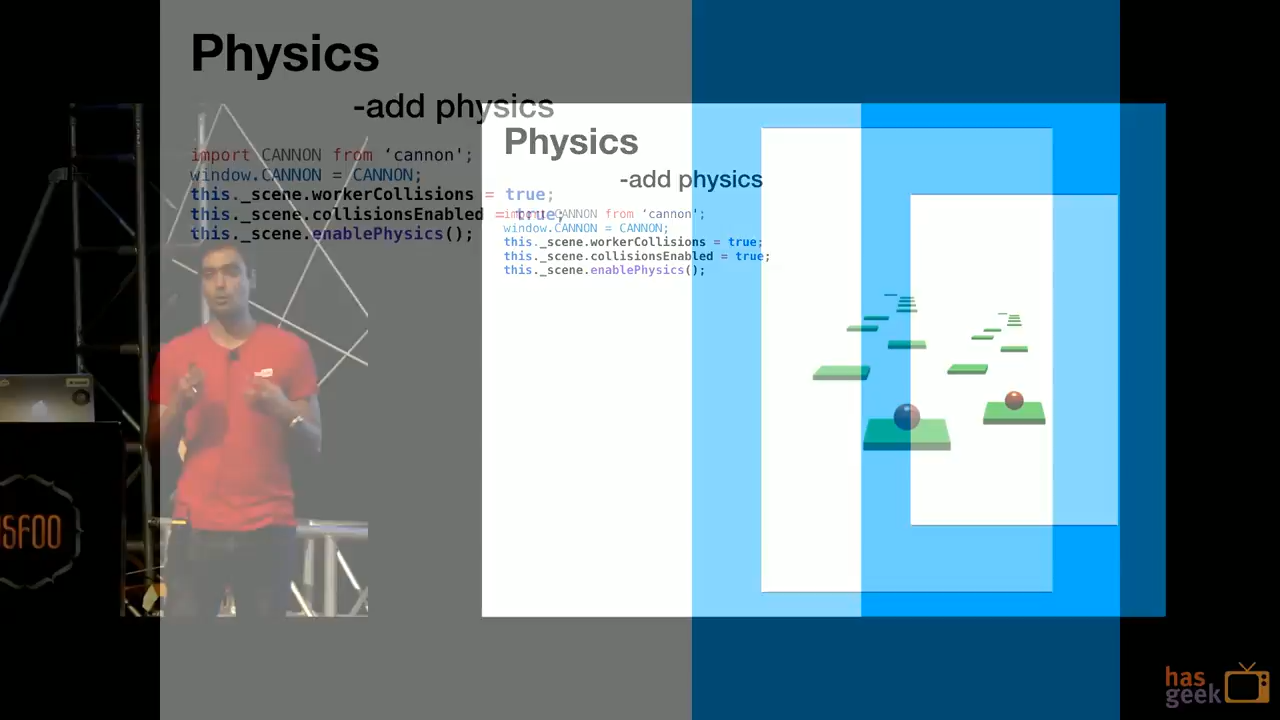 Physics
-add physics
import CANNON from ‘cannon';
window.CANNON = CANNON;
this._scene.workerCollisions = true;
this._scene.collisionsEnabled = true;
this._scene.enablePhysics();
Physics
-add physics
import CANNON from ‘cannon';
window.CANNON = CANNON;
this._scene.workerCollisions = true;
this._scene.collisionsEnabled = true;
this._scene.enablePhysics();
SFOO
has
geek